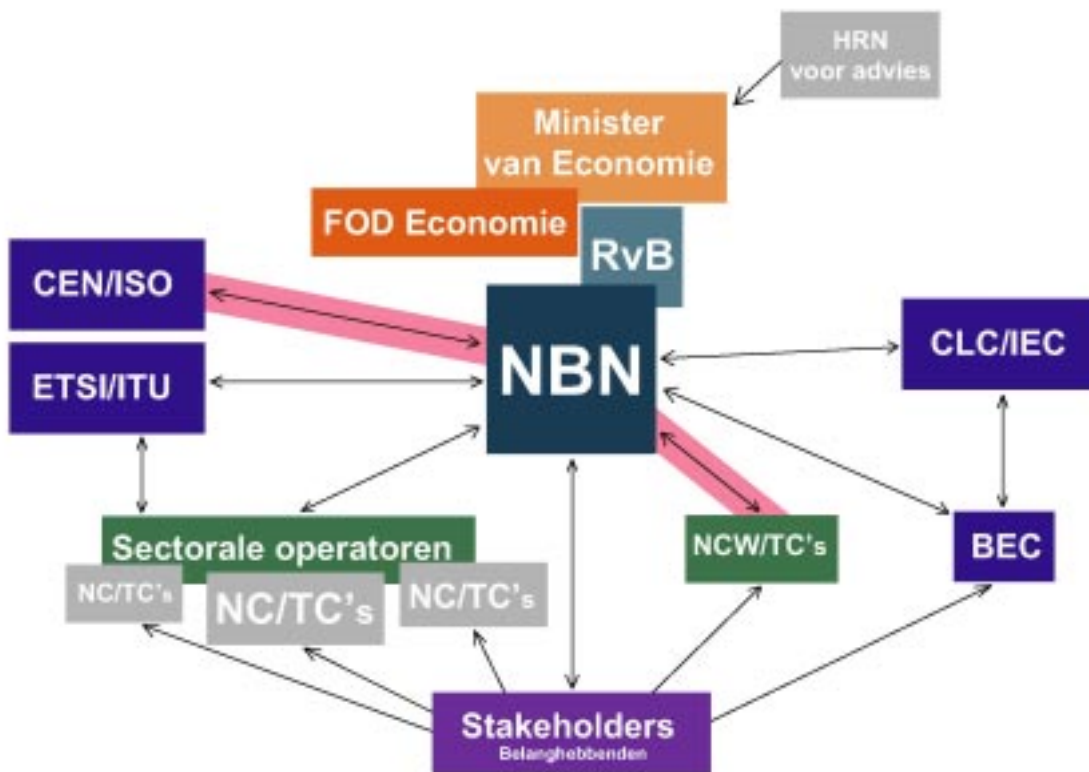 HRN
voor advies
Minister
van Economie
FOD Economie
RvB
CEN/ISO
NBN
CLC/IEC
ETSI/ITU
Sectorale operatoren
NCW/TC's
BEC
NC/TC's
NC/TC's
NC/TC's
Stakeholders
Belanghebbenden